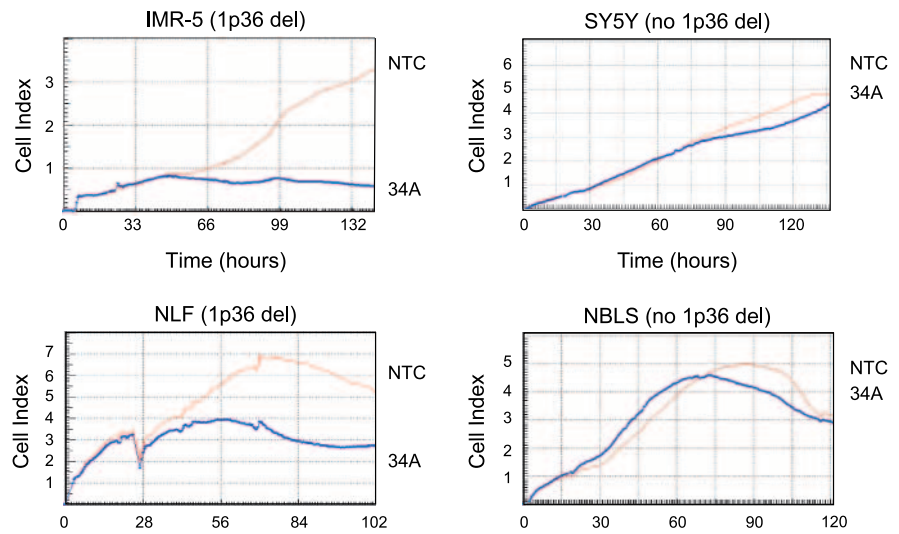 IMR-5 (1p36 del)
Cell Index
3
2
1
NTC
34A
0 33 66 99 132
Time (hours)
SY5Y (no 1p36 del)
Cell Index
6
5
4
3
2
1
NTC
34A
0 30 60 90 120
Time (hours)
NLF (1p36 del)
Cell Index
7
6
5
4
3
2
1
NTC
34A
0 28 56 84 102
NBLS (no 1p36 del)
Cell Index
5
4
3
2
1
NTC
34A
0 30 60 90 120